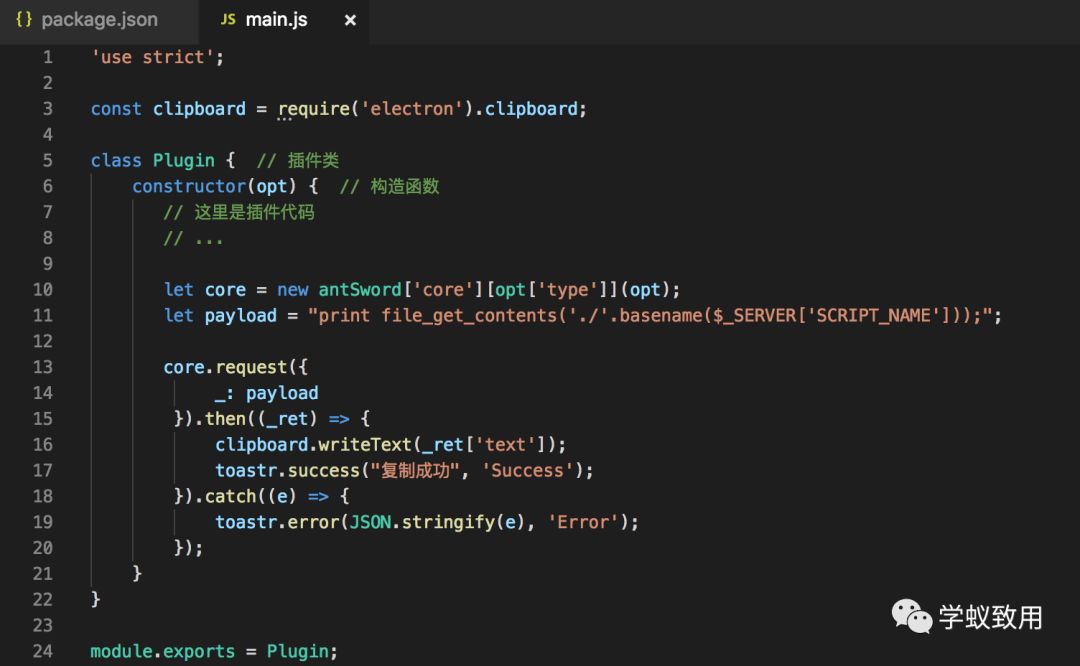 {} package.json JS main.js ×
1 'use strict';
2
3 const clipboard = require('electron').clipboard;
4
5 class Plugin { // 插件类
6 constructor(opt) { // 构造函数
7 // 这里是插件代码
8 // ...
9
10 let core = new antSword['core'][opt['type']](opt);
11 let payload = "print file_get_contents('./'.basename($_SERVER['SCRIPT_NAME']));";
12
13 core.request({
14 _: payload
15 }).then((_ret) => {
16 clipboard.writeText(_ret['text']);
17 toastr.success("复制成功", 'Success');
18 }).catch((e) => {
19 toastr.error(JSON.stringify(e), 'Error');
20 });
21 }
22 }
23
24 module.exports = Plugin;
学蚁致用